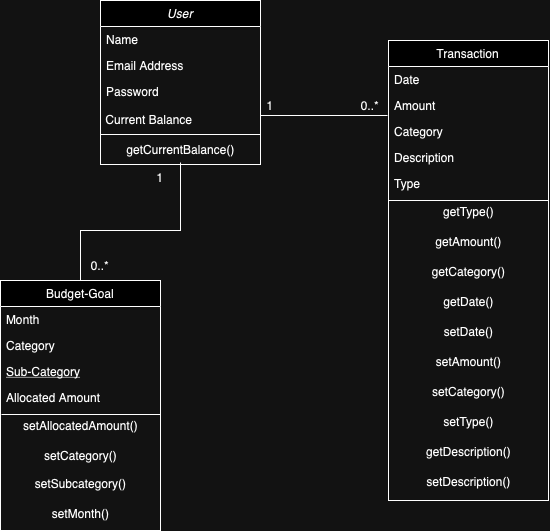 User
Name
Email Address
Password
Current Balance
getCurrentBalance()
1
0..*
Transaction
Date
Amount
Category
Description
Type
getType()
getAmount()
getCategory()
getDate()
setDate()
setAmount()
setCategory()
setType()
getDescription()
setDescription()
1
0..*
Budget-Goal
Month
Category
Sub-Category
Allocated Amount
setAllocatedAmount()
setCategory()
setSubcategory()
setMonth()